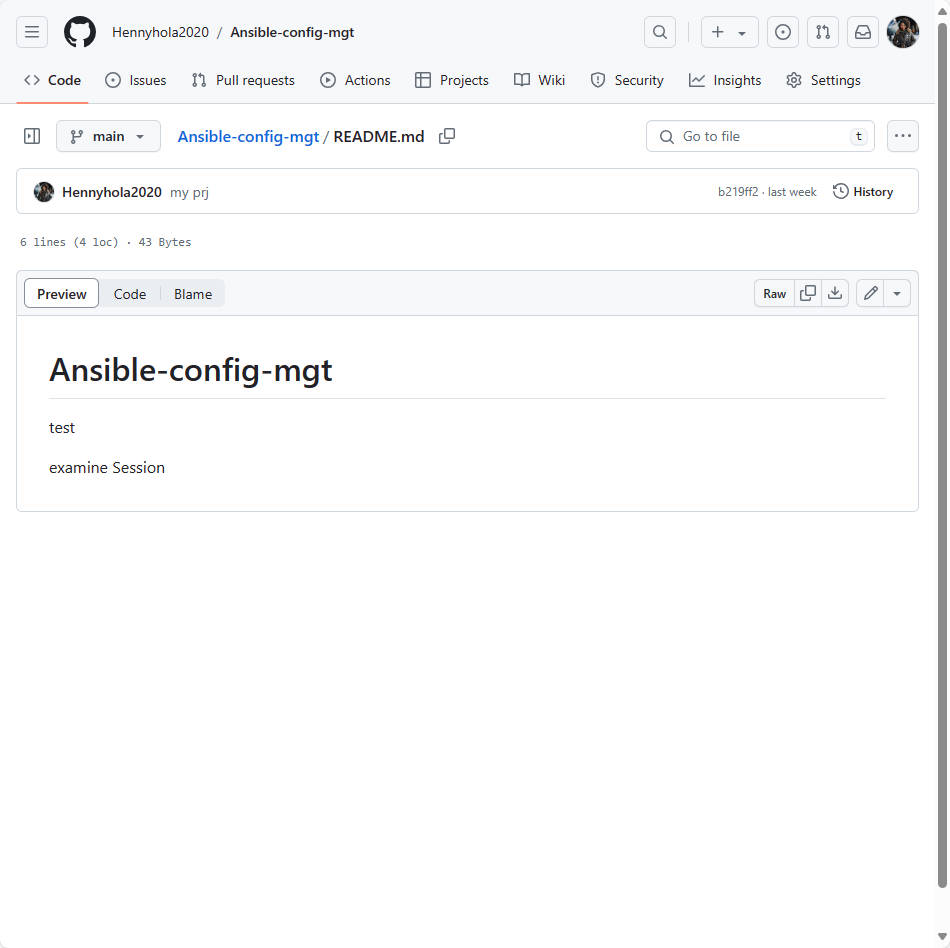 Hennyhola2020 / Ansible-config-mgt
Code Issues Pull requests Actions Projects Wiki Security Insights Settings
main Ansible-config-mgt / README.md Go to file t
Hennyhola2020 my prj b219ff2 · last week History
6 lines (4 loc) · 43 Bytes
Preview Code Blame Raw
Ansible-config-mgt
test
examine Session